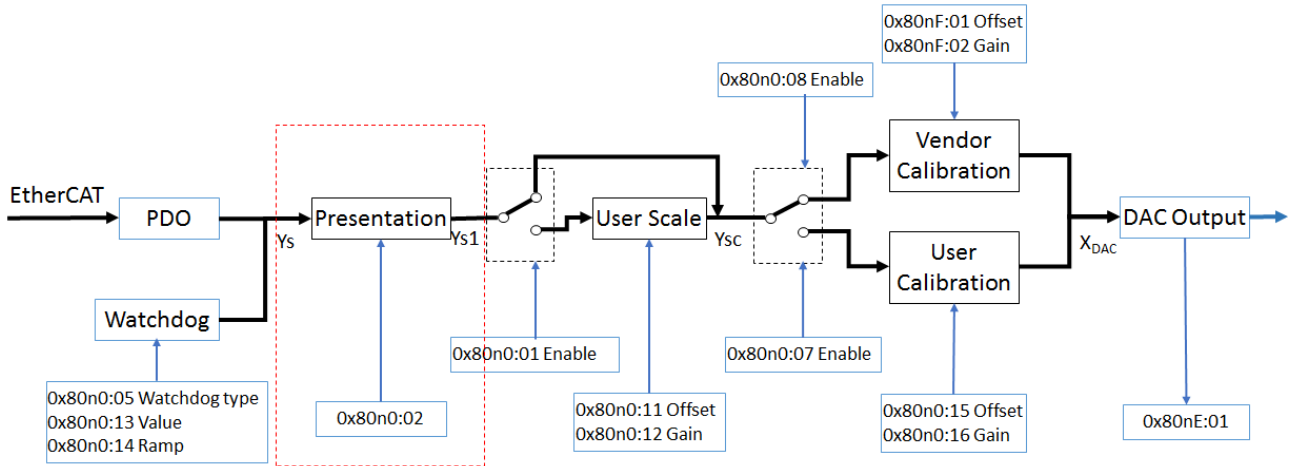 0x80nF:01 Offset
0x80nF:02 Gain
0x80n0:08 Enable
Vendor
Calibration
EtherCAT
PDO
Ys
Presentation
Ys1
User Scale
Ysc
DAC Output
XDAC
User
Calibration
Watchdog
0x80n0:01 Enable
0x80n0:07 Enable
0x80n0:05 Watchdog type
0x80n0:13 Value
0x80n0:14 Ramp
0x80n0:02
0x80n0:11 Offset
0x80n0:12 Gain
0x80n0:15 Offset
0x80n0:16 Gain
0x80nE:01